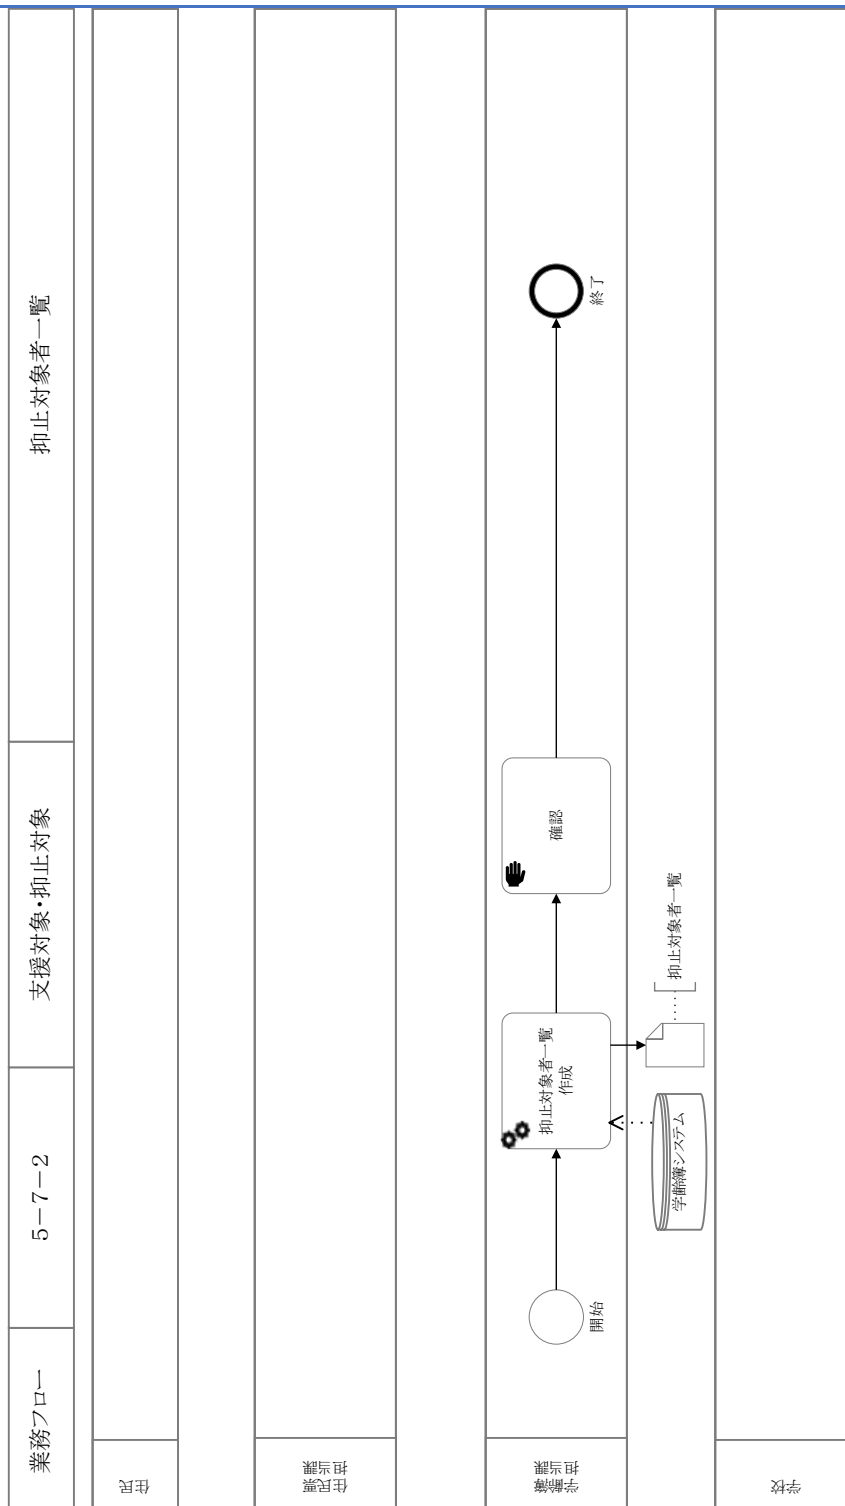 業務フロー
5－7－2
支援対象・抑止対象
抑止対象者一覧
住民
住民票
担当課
学齢簿
担当課
学校
開始
抑止対象者一覧
作成
確認
終了
学齢簿システム
抑止対象者一覧